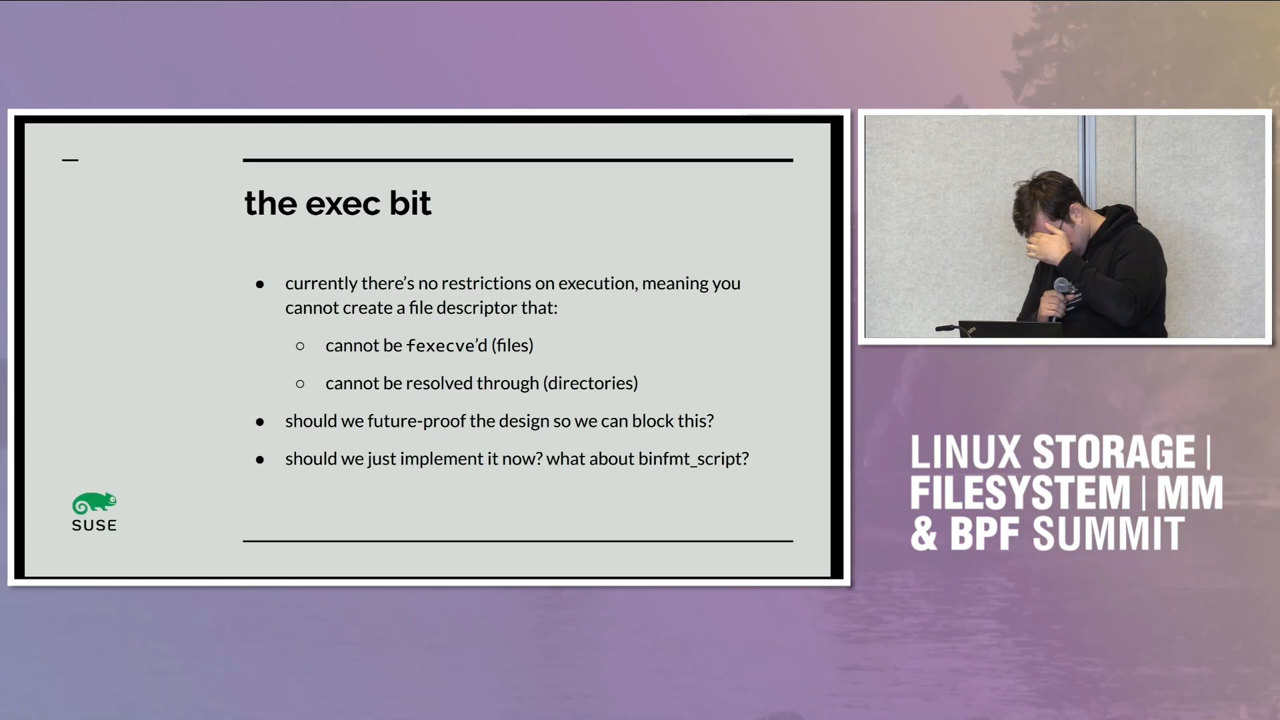 the exec bit
● currently there's no restrictions on execution, meaning you
cannot create a file descriptor that:
○ cannot be fexecve'd (files)
○ cannot be resolved through (directories)
● should we future-proof the design so we can block this?
● should we just implement it now? what about binfmt_script?
SUSE
LINUX STORAGE |
FILESYSTEM | MM
& BPF SUMMIT